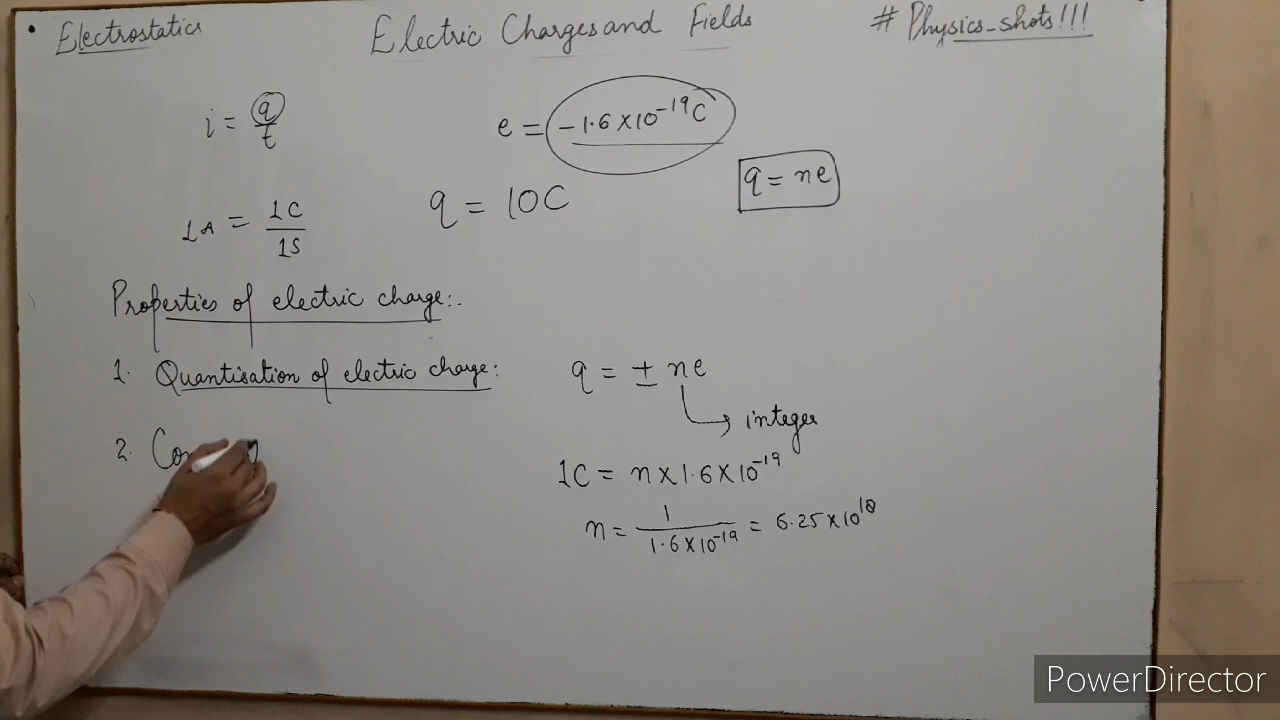 • Electrostatics
Electric Charges and Fields
# Physics_shots!!!
i = q/t
e = -1.6 × 10⁻¹⁹ C
q = ne
q = 10C
1A = 1C/1S
Properties of electric charge:.
1. Quantisation of electric charge:
q = ± ne
integer
1C = n × 1.6 × 10⁻¹⁹
n = 1/1.6 × 10⁻¹⁹ = 6.25 × 10¹⁸
2. Con
PowerDirector